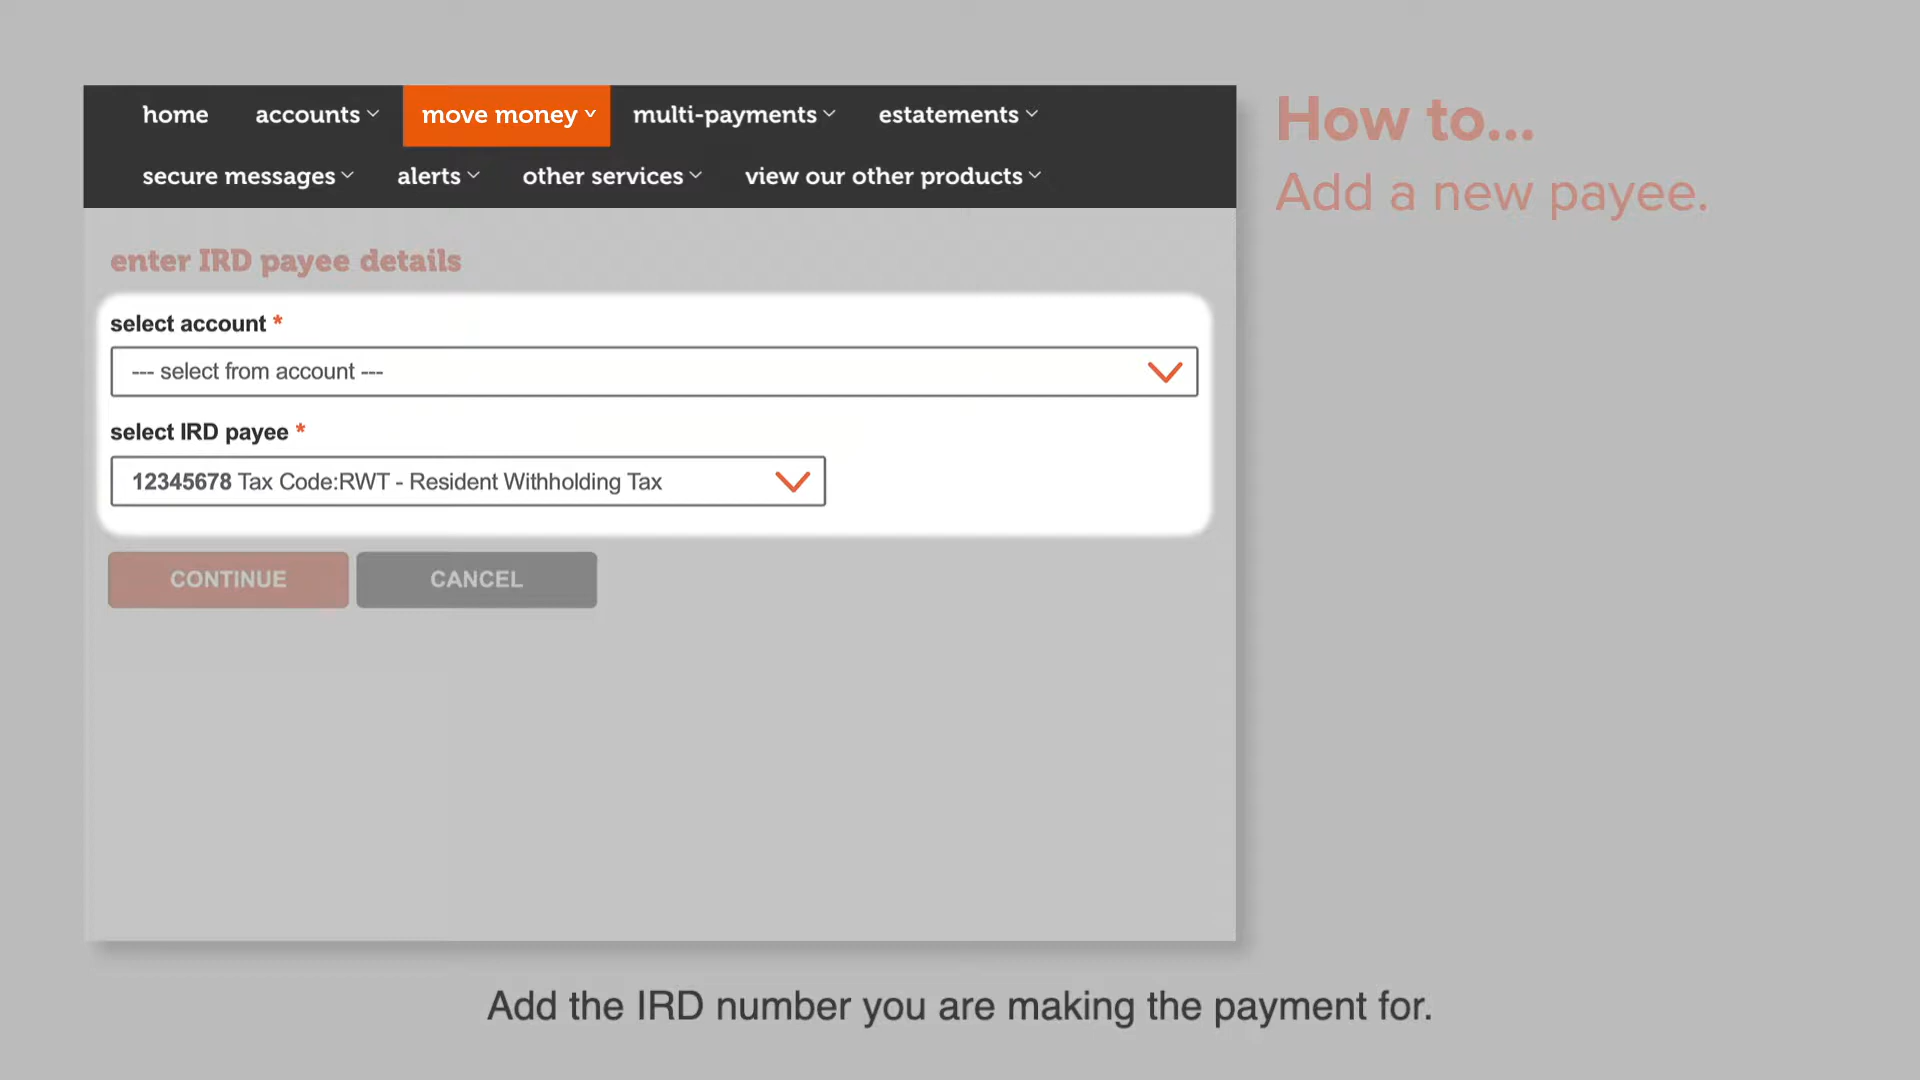 home accounts move money multi-payments estatements
secure messages alerts other services view our other products
How to...
Add a new payee.
enter IRD payee details
select account *
--- select from account ---
select IRD payee *
12345678 Tax Code:RWT - Resident Withholding Tax
CONTINUE CANCEL
Add the IRD number you are making the payment for.